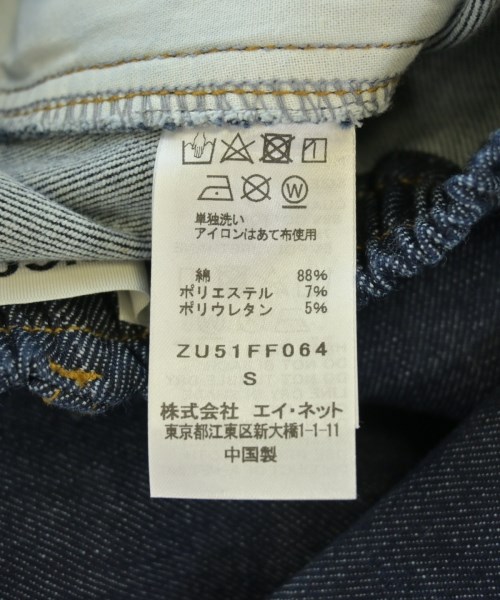 W
単独洗い
アイロンはあて布使用
綿 88%
ポリエステル 7%
ポリウレタン 5%
ZU51FF064
S
株式会社 エイ・ネット
東京都江東区新大橋1-1-11
中国製